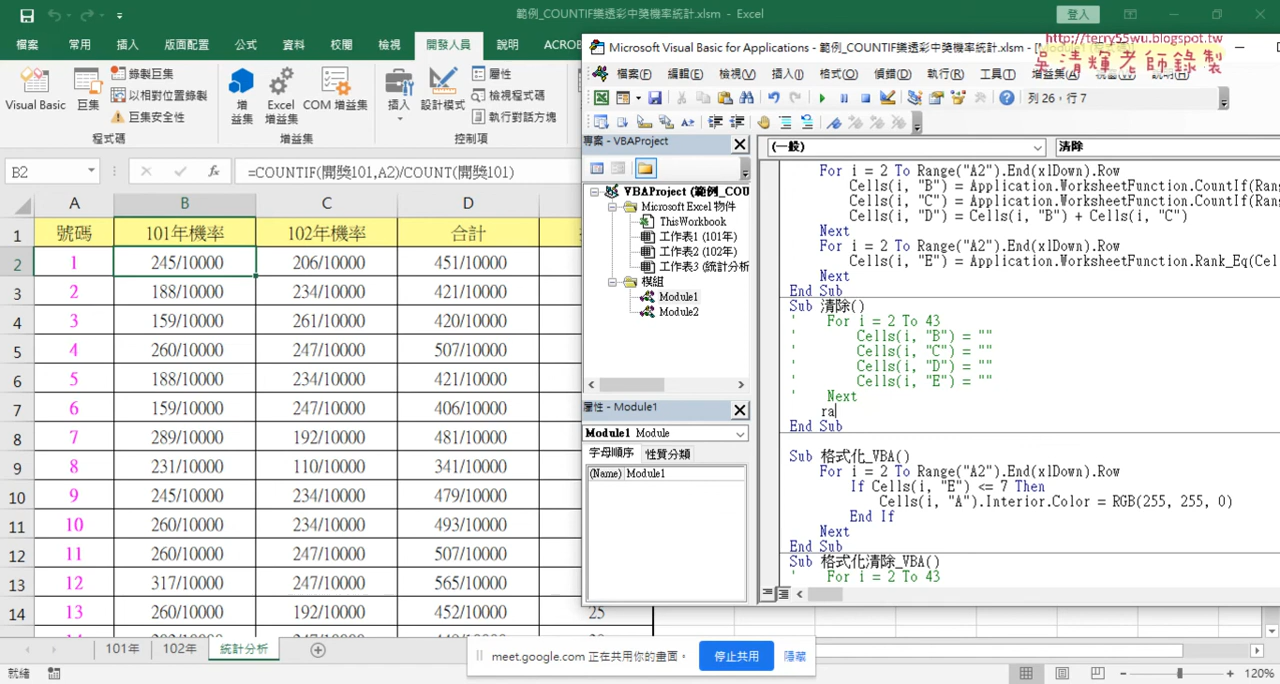 範例_COUNTIF樂透彩中獎機率統計.xlsm - Excel
登入
檔案 常用 插入 版面配置 公式 資料 校閱 檢視 開發人員 說明 ACROB
Visual Basic
巨集
錄製巨集
以相對位置錄製
巨集安全性
程式碼
增益集
Excel 增益集
COM 增益集
增益集
插入
設計模式
屬性
檢視程式碼
執行對話方塊
控制項
B2
=COUNTIF(開獎101,A2)/COUNT(開獎101)
A B C D
1 號碼 101年機率 102年機率 合計
2 1 245/10000 206/10000 451/10000
3 2 188/10000 234/10000 421/10000
4 3 159/10000 261/10000 420/10000
5 4 260/10000 247/10000 507/10000
6 5 188/10000 234/10000 421/10000
7 6 159/10000 247/10000 406/10000
8 7 289/10000 192/10000 481/10000
9 8 231/10000 110/10000 341/10000
10 9 245/10000 234/10000 479/10000
11 10 260/10000 234/10000 493/10000
12 11 260/10000 247/10000 507/10000
13 12 317/10000 247/10000 565/10000
14 13 260/10000 192/10000 452/10000 25
101年 102年 統計分析
就緒
120%
meet.google.com 正在共用你的畫面。
停止共用
隱藏
Microsoft Visual Basic for Applications - 範例_COUNTIF樂透彩中獎機率統計.xlsm - [
http://terry55wu.blogspot.tw
吳清輝老師錄製
檔案(F) 編輯(E) 檢視(V) 插入(I) 格式(O) 偵錯(D) 執行(R) 工具(T) 增益集(A)
列 26，行 7
專案 - VBAProject
VBAProject (範例_COU
Microsoft Excel 物件
ThisWorkbook
工作表1 (101年)
工作表2 (102年)
工作表3 (統計分析
模組
Module1
Module2
屬性 - Module1
Module1 Module
字母順序 性質分類
(Name) Module1
(一般)
清除
For i = 2 To Range("A2").End(xlDown).Row
Cells(i, "B") = Application.WorksheetFunction.CountIf(Ran
Cells(i, "C") = Application.WorksheetFunction.CountIf(Ran
Cells(i, "D") = Cells(i, "B") + Cells(i, "C")
Next
For i = 2 To Range("A2").End(xlDown).Row
Cells(i, "E") = Application.WorksheetFunction.Rank_Eq(Cel
Next
End Sub
Sub 清除()
' For i = 2 To 43
' Cells(i, "B") = ""
' Cells(i, "C") = ""
' Cells(i, "D") = ""
' Cells(i, "E") = ""
' Next
ra
End Sub
Sub 格式化_VBA()
For i = 2 To Range("A2").End(xlDown).Row
If Cells(i, "E") <= 7 Then
Cells(i, "A").Interior.Color = RGB(255, 255, 0)
End If
Next
End Sub
Sub 格式化清除_VBA()
' For i = 2 To 43